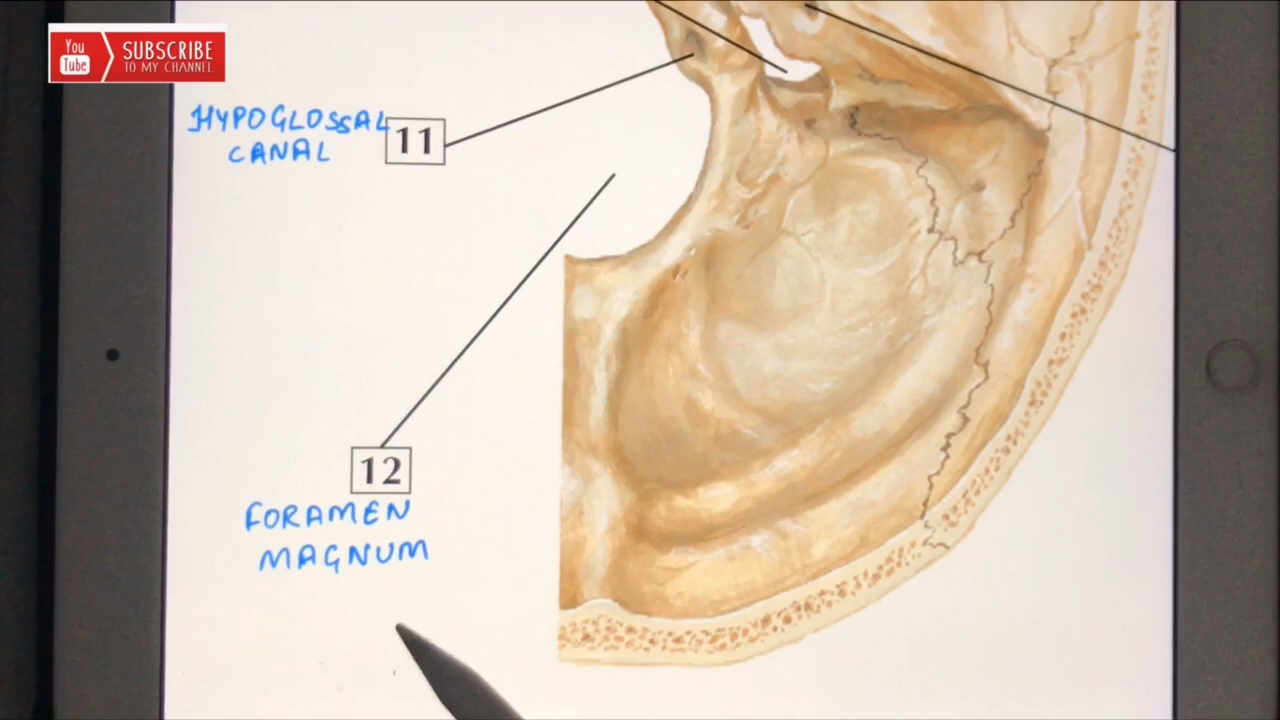 You
Tube
SUBSCRIBE
TO MY CHANNEL
HYPOGLOSSAL
CANAL
11
12
FORAMEN
MAGNUM